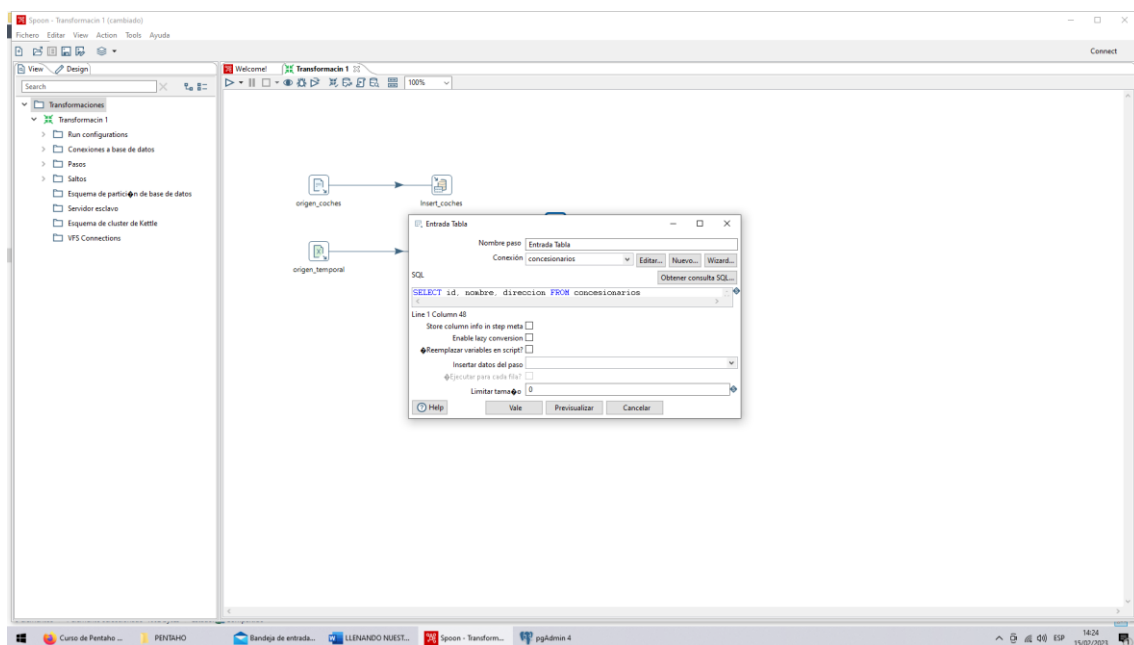 Spoon - Transformacin 1 (cambiado)
Fichero Editar View Action Tools Ayuda
Connect
View Design
Welcome! Transformacin 1
Search
100%
Transformaciones
Transformacin 1
Run configurations
Conexiones a base de datos
Pasos
Saltos
Esquema de partici�n de base de datos
Servidor esclavo
Esquema de cluster de Kettle
VFS Connections
origen_coches
Insert_coches
origen_temporal
Entrada Tabla
Nombre paso Entrada Tabla
Conexión concesionarios Editar... Nuevo... Wizard...
SQL Obtener consulta SQL...
SELECT id, nombre, direccion FROM concesionarios
Line 1 Column 48
Store column info in step meta
Enable lazy conversion
�Reemplazar variables en script?
Insertar datos del paso
�Ejecutar para cada fila?
Limitar tama�o 0
Help Vale Previsualizar Cancelar
Curso de Pentaho ... PENTAHO Bandeja de entrada... LLENANDO NUEST... Spoon - Transform... pgAdmin 4 ESP 14:24
15/02/2023